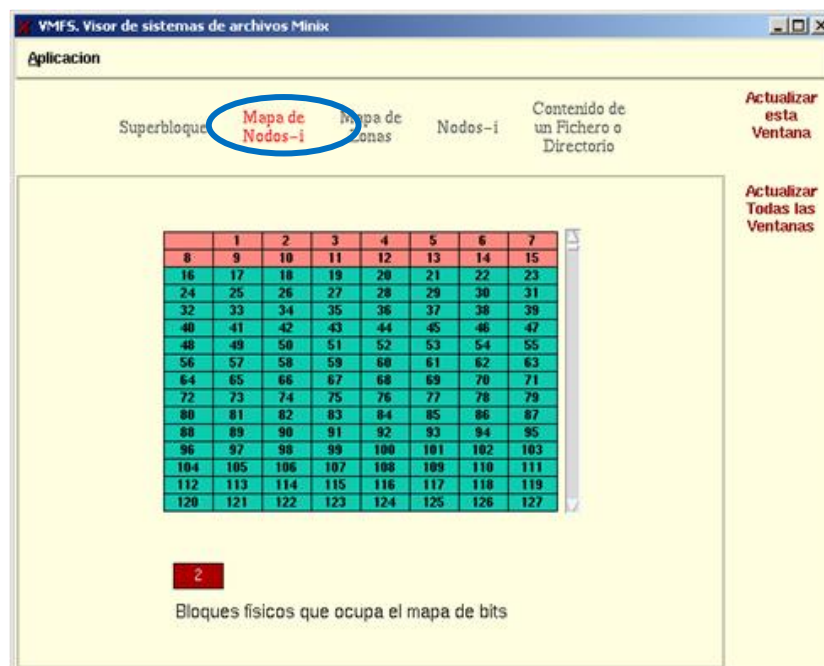 VMFS. Visor de sistemas de archivos Minix
Aplicacion
Superbloque
Mapa de
Nodos-i
Mapa de
Zonas
Nodos-i
Contenido de
un Fichero o
Directorio
Actualizar
esta
Ventana
Actualizar
Todas las
Ventanas
1 2 3 4 5 6 7
8 9 10 11 12 13 14 15
16 17 18 19 20 21 22 23
24 25 26 27 28 29 30 31
32 33 34 35 36 37 38 39
40 41 42 43 44 45 46 47
48 49 50 51 52 53 54 55
56 57 58 59 60 61 62 63
64 65 66 67 68 69 70 71
72 73 74 75 76 77 78 79
80 81 82 83 84 85 86 87
88 89 90 91 92 93 94 95
96 97 98 99 100 101 102 103
104 105 106 107 108 109 110 111
112 113 114 115 116 117 118 119
120 121 122 123 124 125 126 127
2
Bloques físicos que ocupa el mapa de bits